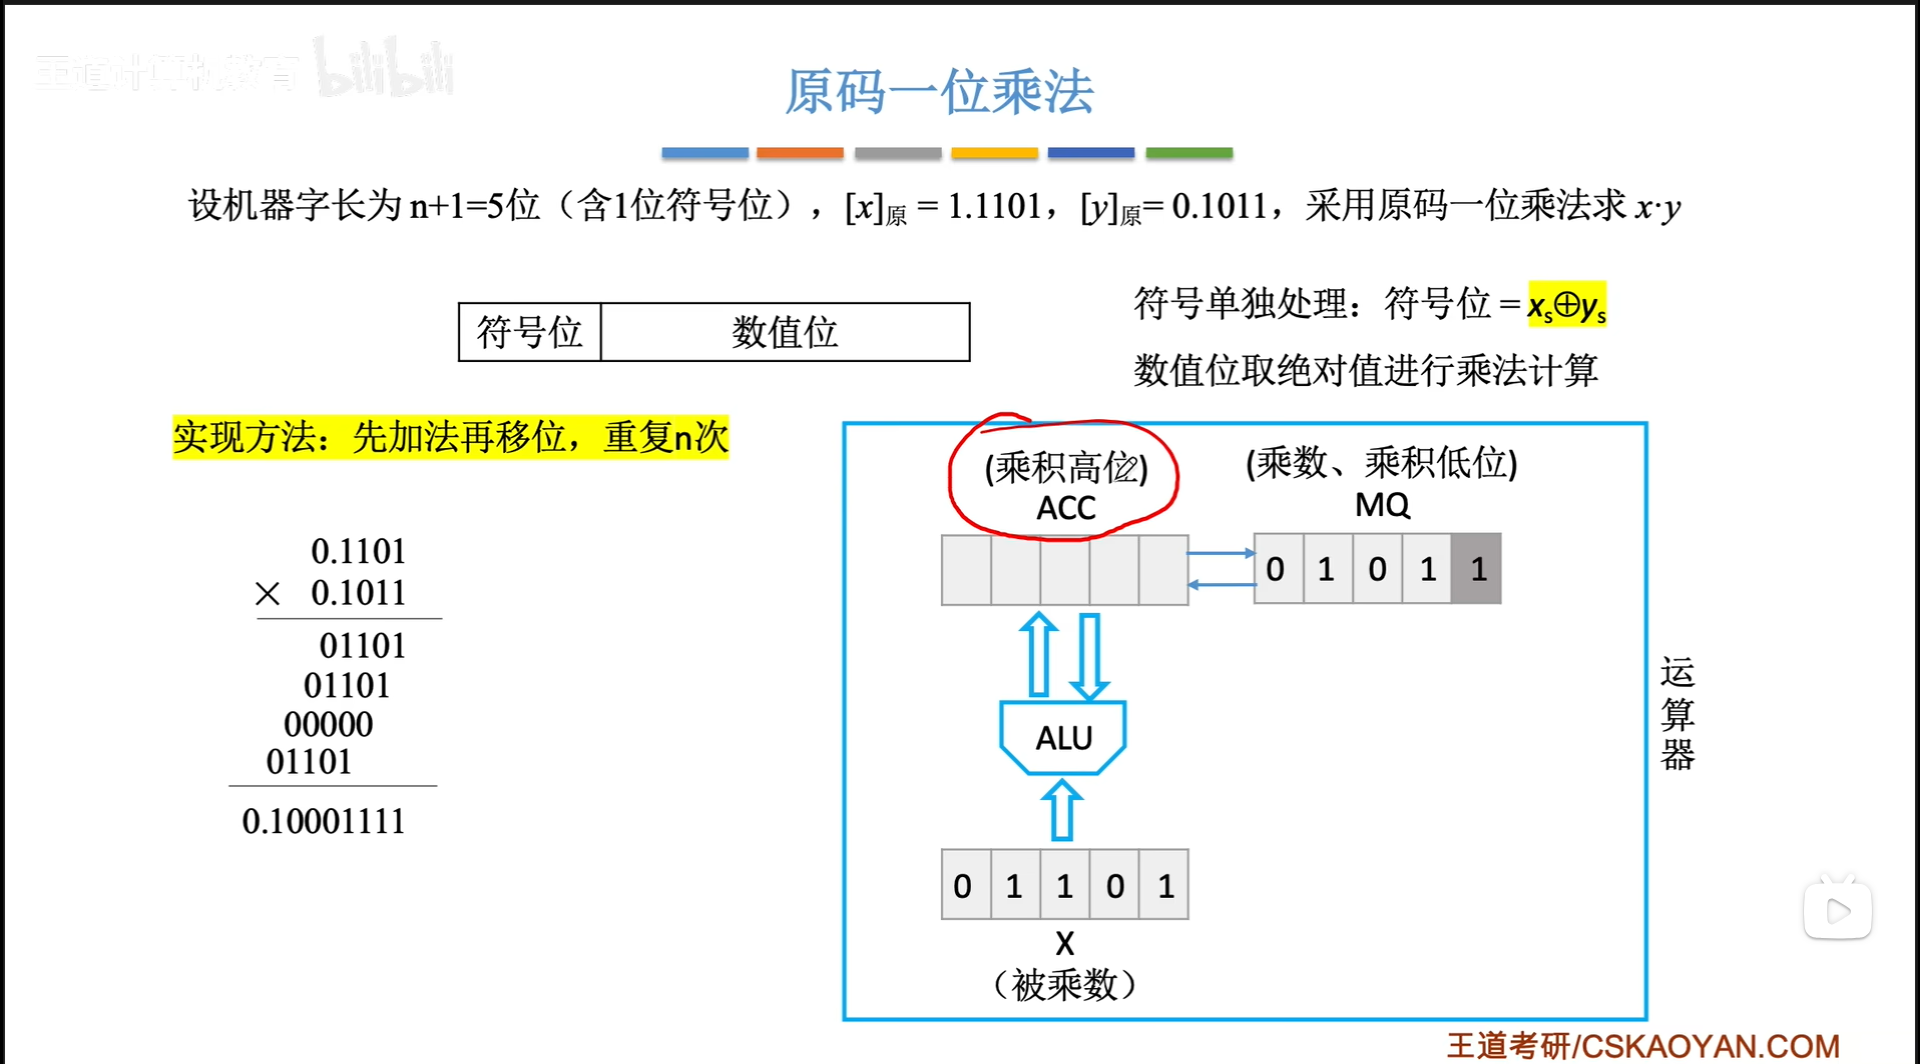 王道计算机教育 bilibili
原码一位乘法
设机器字长为 n+1=5位（含1位符号位），[x]原 = 1.1101，[y]原= 0.1011，采用原码一位乘法求 x·y
符号位 数值位
符号单独处理：符号位 = xs⊕ys
数值位取绝对值进行乘法计算
实现方法：先加法再移位，重复n次
0.1101
× 0.1011
01101
01101
00000
01101
0.10001111
(乘积高位)
ACC
(乘数、乘积低位)
MQ
0 1 0 1 1
ALU
0 1 1 0 1
X
（被乘数）
运算器
王道考研/CSKAOYAN.COM